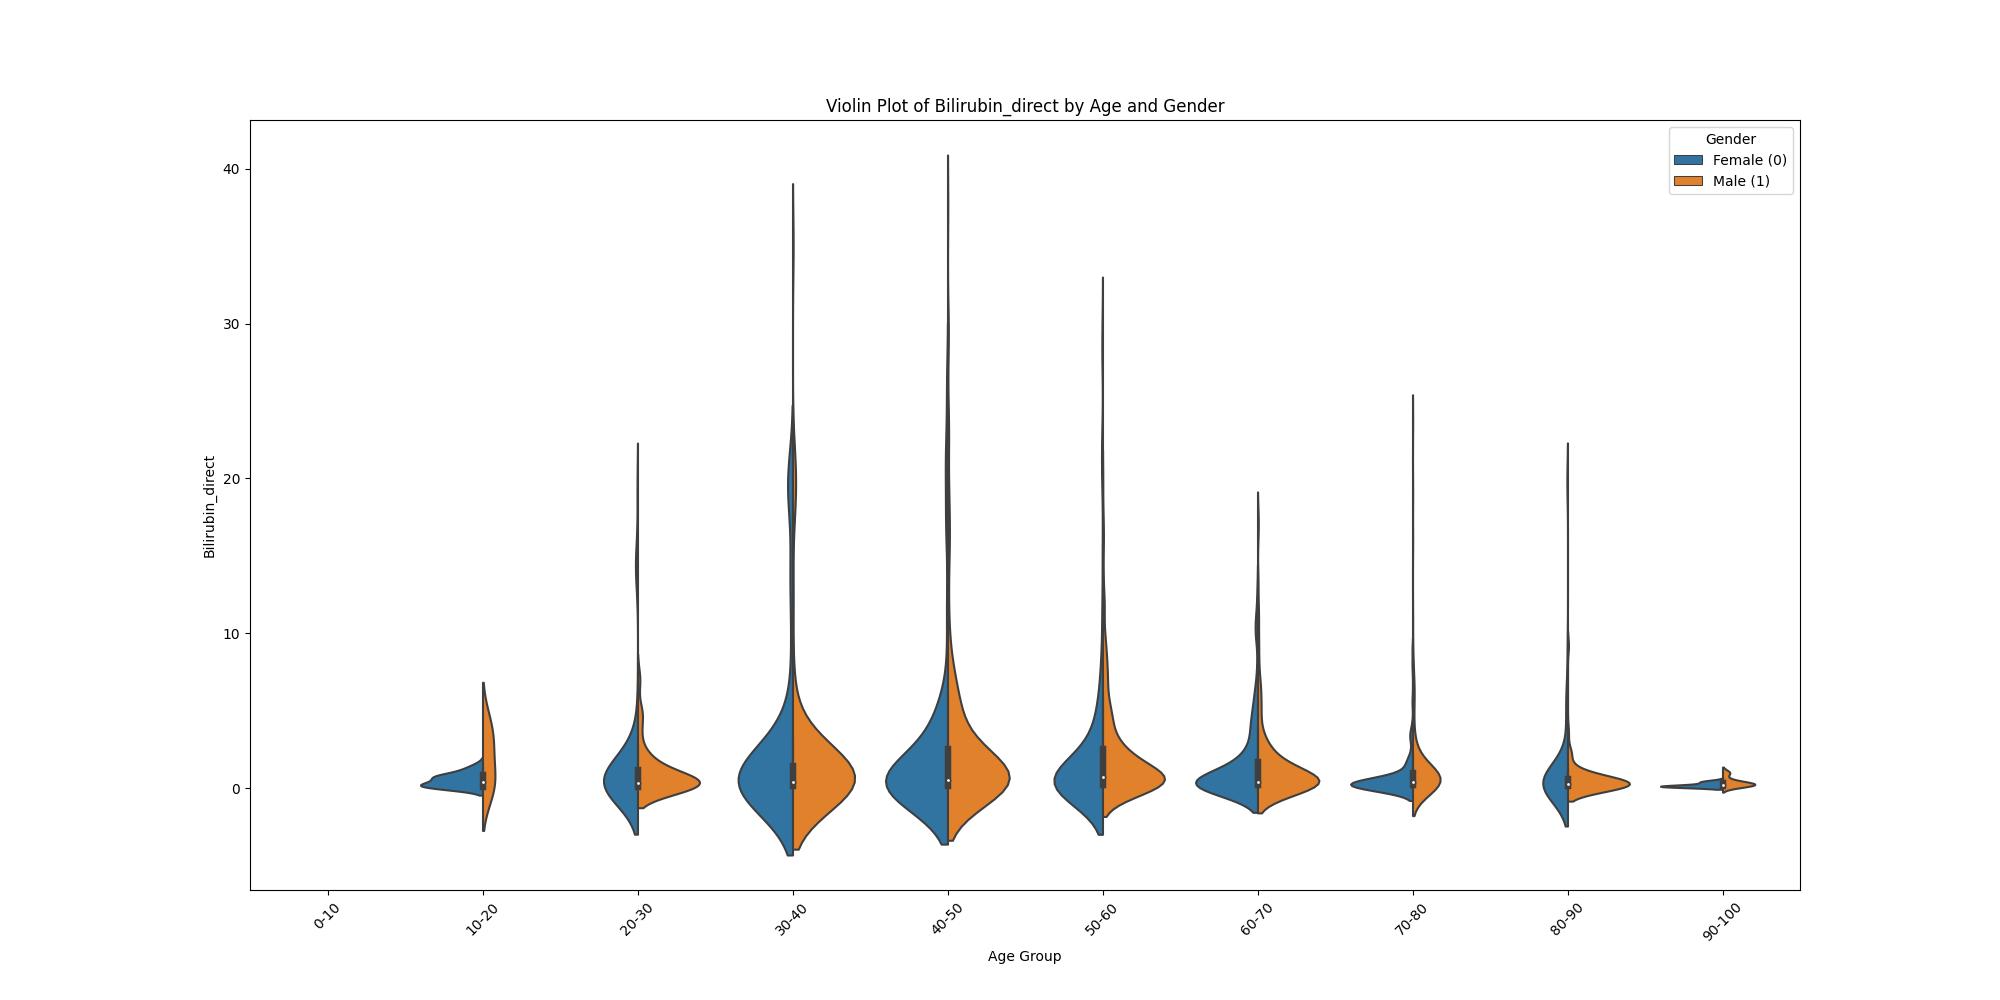 Violin Plot of Bilirubin_direct by Age and Gender
Gender
Female (0)
Male (1)
Bilirubin_direct
40
30
20
10
0
0-10
10-20
20-30
30-40
40-50
50-60
60-70
70-80
80-90
90-100
Age Group